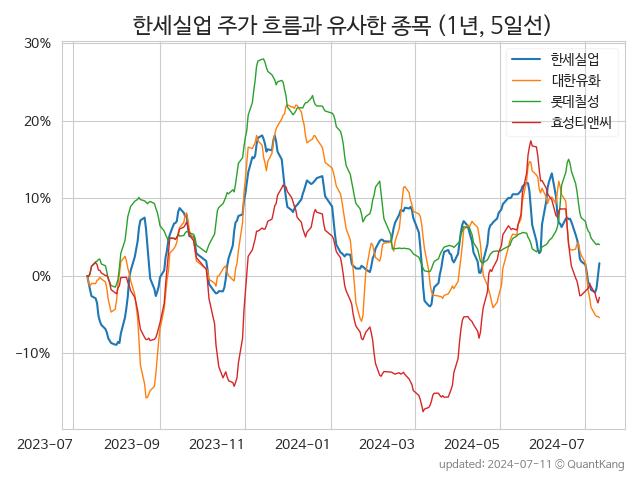 한세실업 주가 흐름과 유사한 종목 (1년, 5일선)
한세실업
대한유화
롯데칠성
효성티앤씨
30%
20%
10%
0%
−10%
2023-07 2023-09 2023-11 2024-01 2024-03 2024-05 2024-07
updated: 2024-07-11 © QuantKang